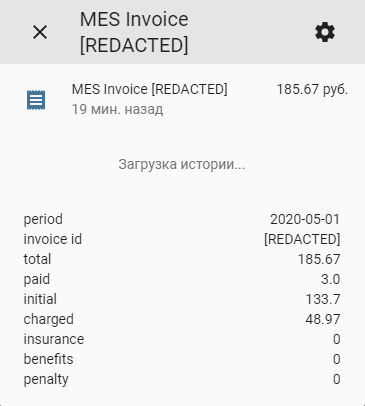 MES Invoice
[REDACTED]
MES Invoice [REDACTED] 185.67 руб.
19 мин. назад
Загрузка истории...
period 2020-05-01
invoice id [REDACTED]
total 185.67
paid 3.0
initial 133.7
charged 48.97
insurance 0
benefits 0
penalty 0